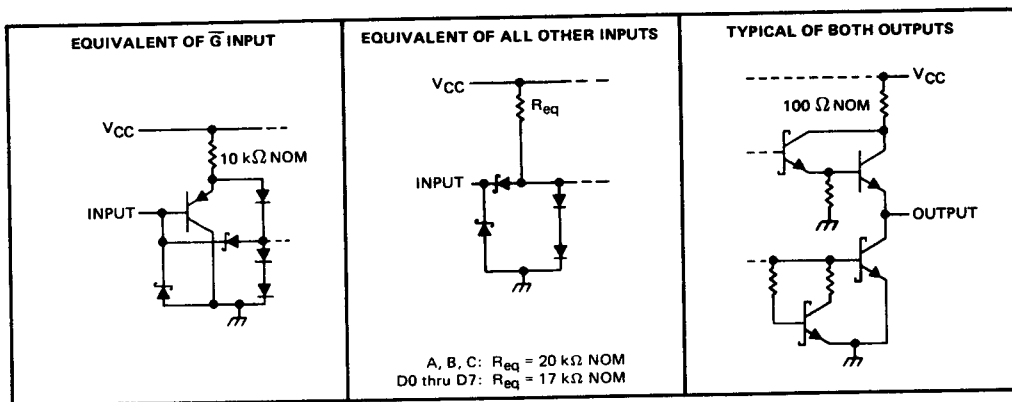 EQUIVALENT OF G̅ INPUT
VCC
10 kΩ NOM
INPUT
EQUIVALENT OF ALL OTHER INPUTS
VCC
Req
INPUT
A, B, C: Req = 20 kΩ NOM
D0 thru D7: Req = 17 kΩ NOM
TYPICAL OF BOTH OUTPUTS
VCC
100 Ω NOM
OUTPUT